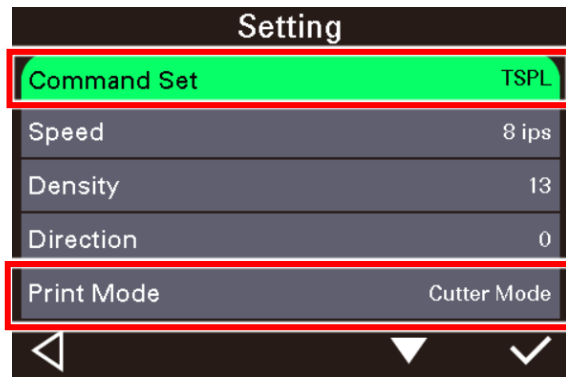 Setting
Command Set TSPL
Speed 8 ips
Density 13
Direction 0
Print Mode Cutter Mode